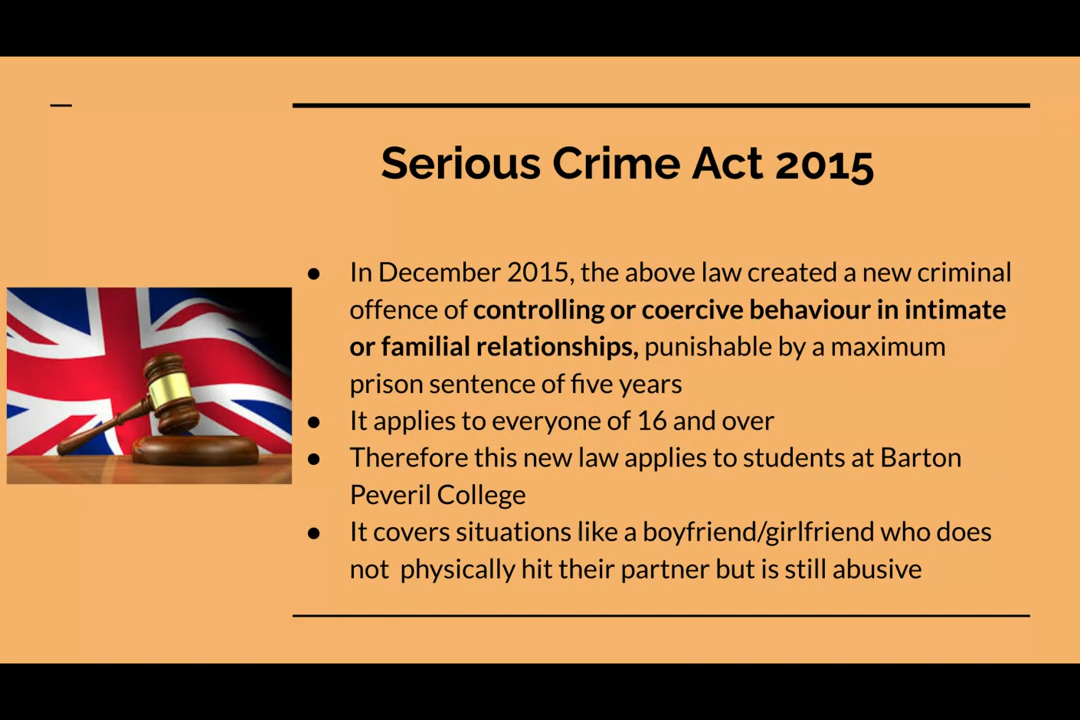 Serious Crime Act 2015
● In December 2015, the above law created a new criminal
offence of controlling or coercive behaviour in intimate
or familial relationships, punishable by a maximum
prison sentence of five years
● It applies to everyone of 16 and over
● Therefore this new law applies to students at Barton
Peveril College
● It covers situations like a boyfriend/girlfriend who does
not  physically hit their partner but is still abusive